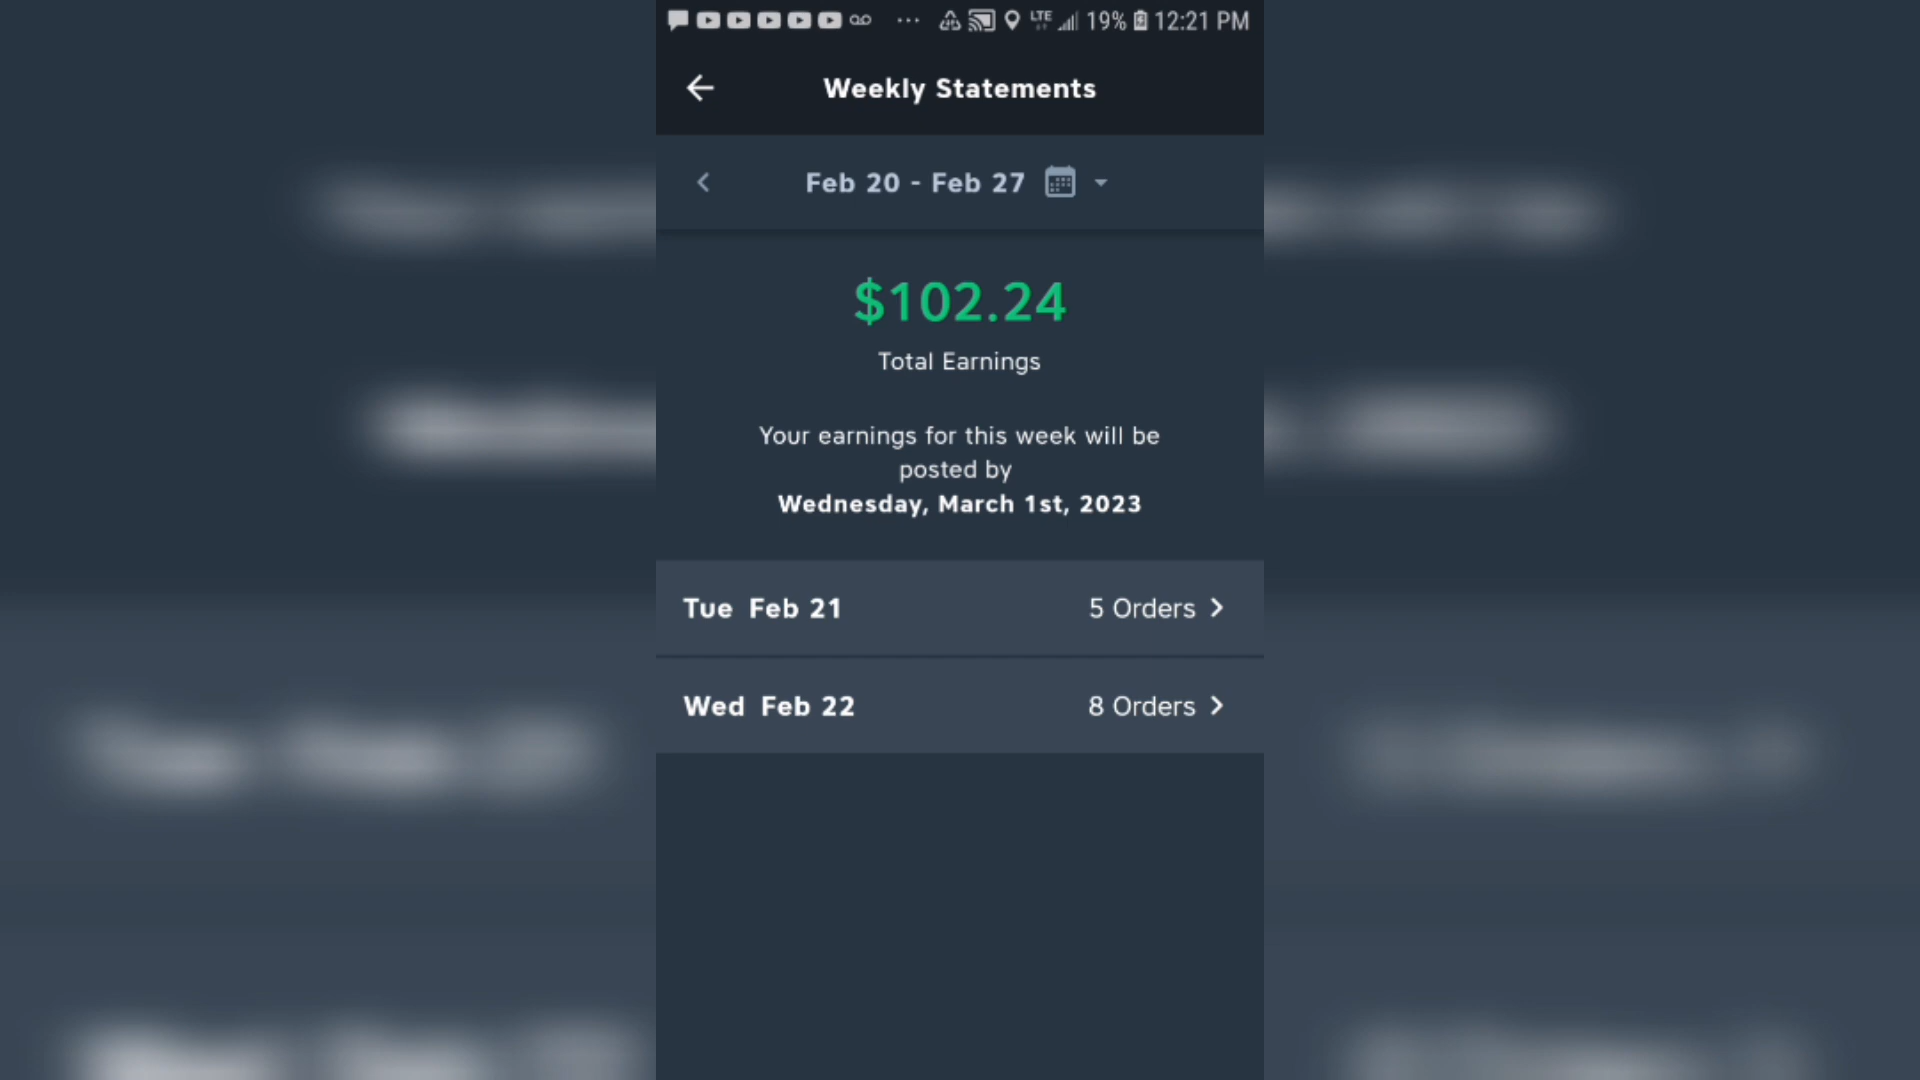 LTE 19% 12:21 PM
Weekly Statements
Feb 20 - Feb 27
$102.24
Total Earnings
Your earnings for this week will be
posted by
Wednesday, March 1st, 2023
Tue Feb 21 5 Orders
Wed Feb 22 8 Orders